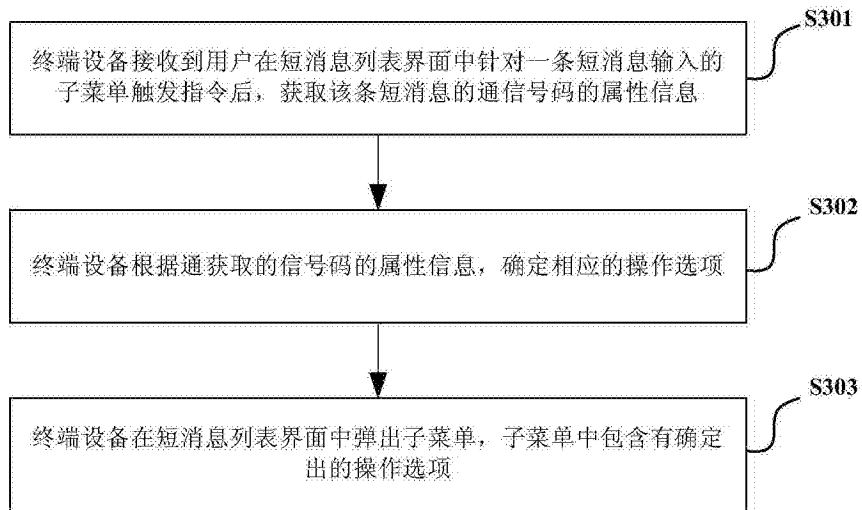 S301
终端设备接收到用户在短消息列表界面中针对一条短消息输入的
子菜单触发指令后，获取该条短消息的通信号码的属性信息
S302
终端设备根据通获取的信号码的属性信息，确定相应的操作选项
S303
终端设备在短消息列表界面中弹出子菜单，子菜单中包含有确定
出的操作选项